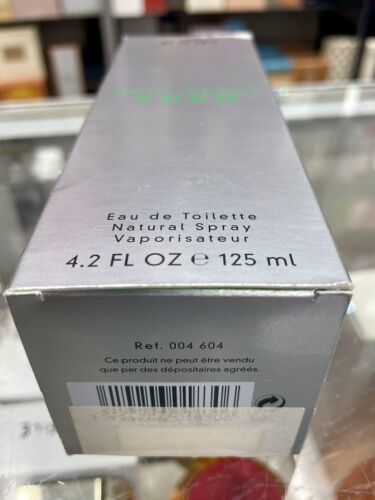 Eau de Toilette
Natural Spray
Vaporisateur
4.2 FL OZ ℮ 125 ml
Ref. 004 604
Ce produit ne peut être vendu
que par des dépositaires agréés.